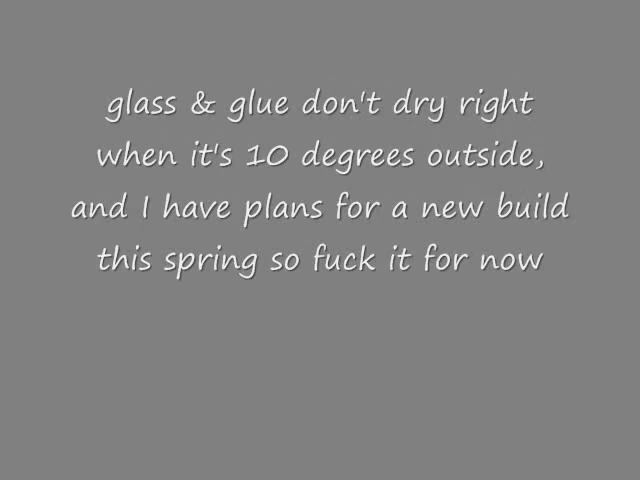 glass & glue don't dry right
when it's 10 degrees outside,
and I have plans for a new build
this spring so fuck it for now